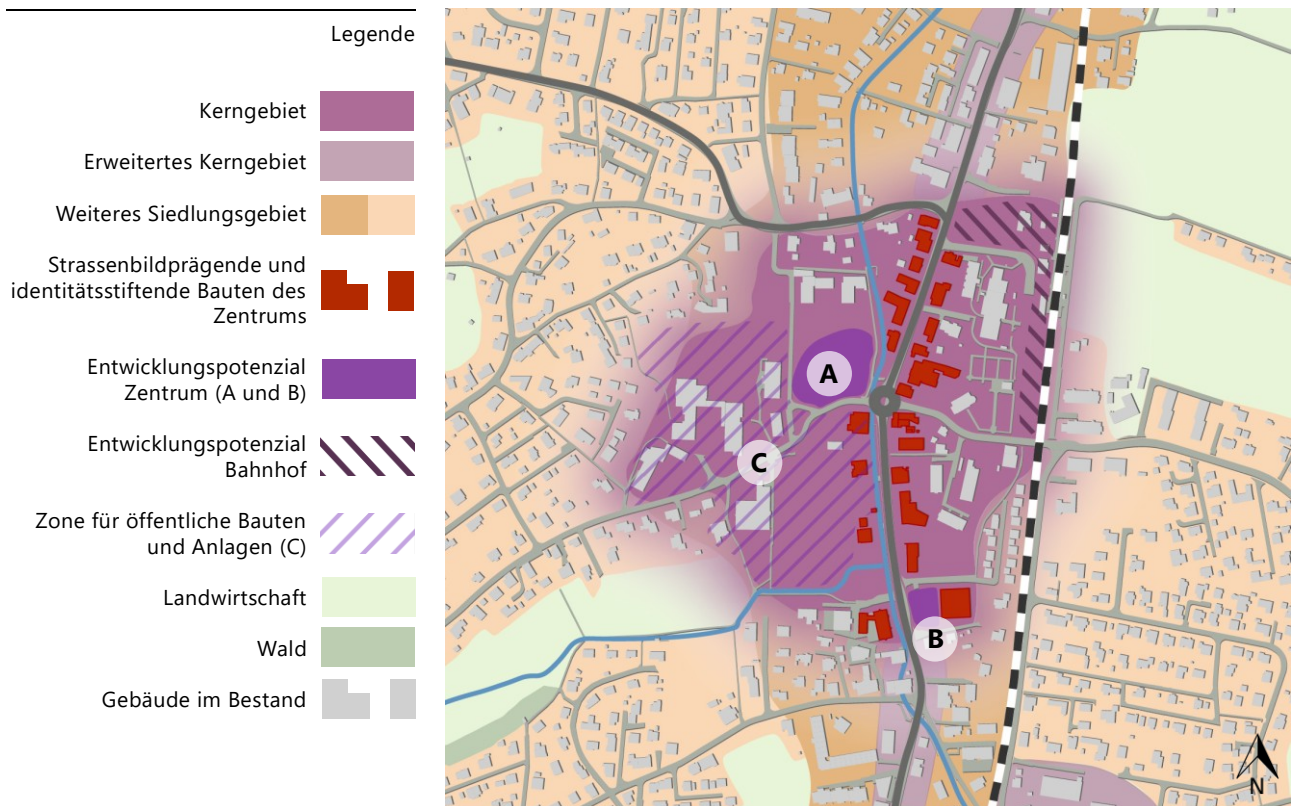 Legende
Kerngebiet
Erweitertes Kerngebiet
Weiteres Siedlungsgebiet
Strassenbildprägende und
identitätsstiftende Bauten des
Zentrums
Entwicklungspotenzial
Zentrum (A und B)
Entwicklungspotenzial
Bahnhof
Zone für öffentliche Bauten
und Anlagen (C)
Landwirtschaft
Wald
Gebäude im Bestand
A
C
B
N